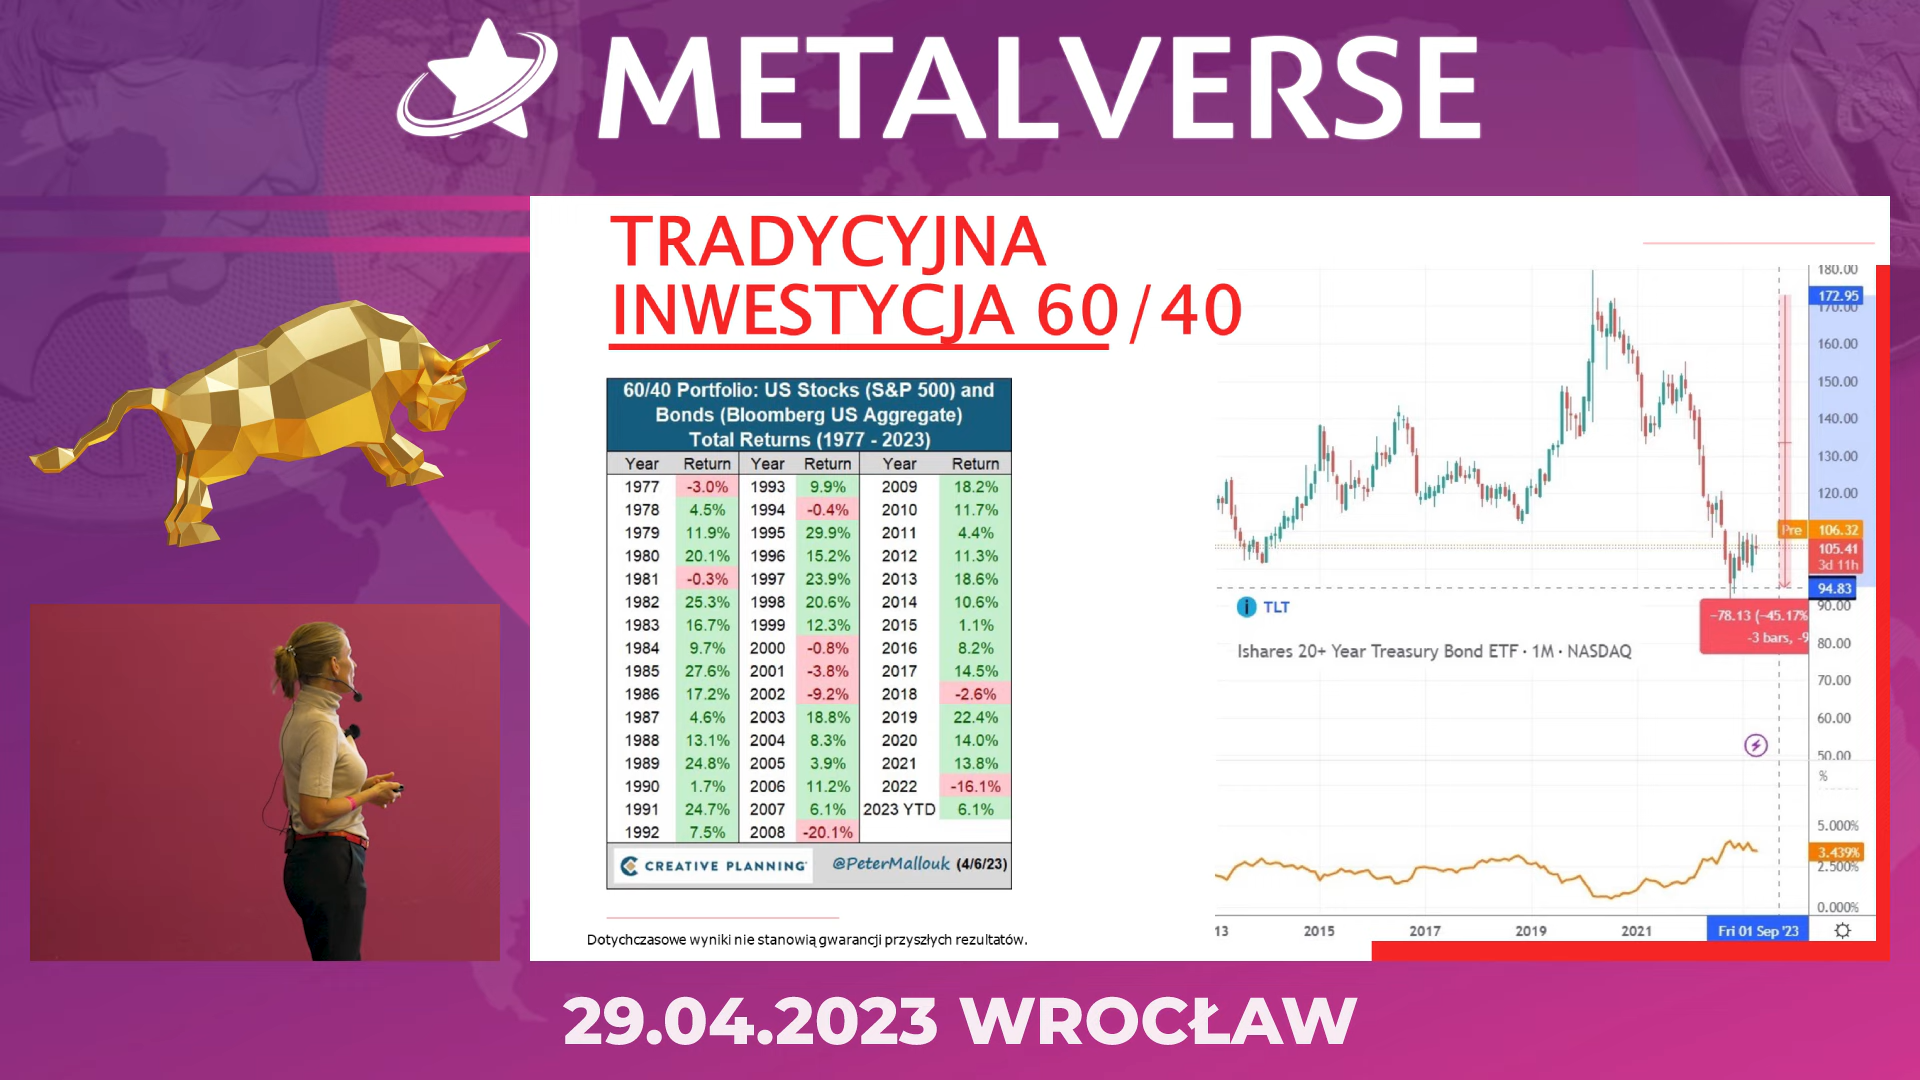 METALVERSE
TRADYCYJNA
INWESTYCJA 60/40
60/40 Portfolio: US Stocks (S&P 500) and
Bonds (Bloomberg US Aggregate)
Total Returns (1977 - 2023)
Year Return Year Return Year Return
1977 -3.0% 1993 9.9% 2009 18.2%
1978 4.5% 1994 -0.4% 2010 11.7%
1979 11.9% 1995 29.9% 2011 4.4%
1980 20.1% 1996 15.2% 2012 11.3%
1981 -0.3% 1997 23.9% 2013 18.6%
1982 25.3% 1998 20.6% 2014 10.6%
1983 16.7% 1999 12.3% 2015 1.1%
1984 9.7% 2000 -0.8% 2016 8.2%
1985 27.6% 2001 -3.8% 2017 14.5%
1986 17.2% 2002 -9.2% 2018 -2.6%
1987 4.6% 2003 18.8% 2019 22.4%
1988 13.1% 2004 8.3% 2020 14.0%
1989 24.8% 2005 3.9% 2021 13.8%
1990 1.7% 2006 11.2% 2022 -16.1%
1991 24.7% 2007 6.1% 2023 YTD 6.1%
1992 7.5% 2008 -20.1%
CREATIVE PLANNING @PeterMallouk (4/6/23)
Dotychczasowe wyniki nie stanowią gwarancji przyszłych rezultatów.
180.00
172.95
170.00
160.00
150.00
140.00
130.00
120.00
Pre 106.32
105.41
3d 11h
94.83
90.00
TLT
−78.13 (−45.17%
-3 bars, -9
Ishares 20+ Year Treasury Bond ETF · 1M · NASDAQ
80.00
70.00
60.00
50.00
%
5.000%
3.439%
2.500%
0.000%
13 2015 2017 2019 2021 Fri 01 Sep '23
29.04.2023 WROCŁAW